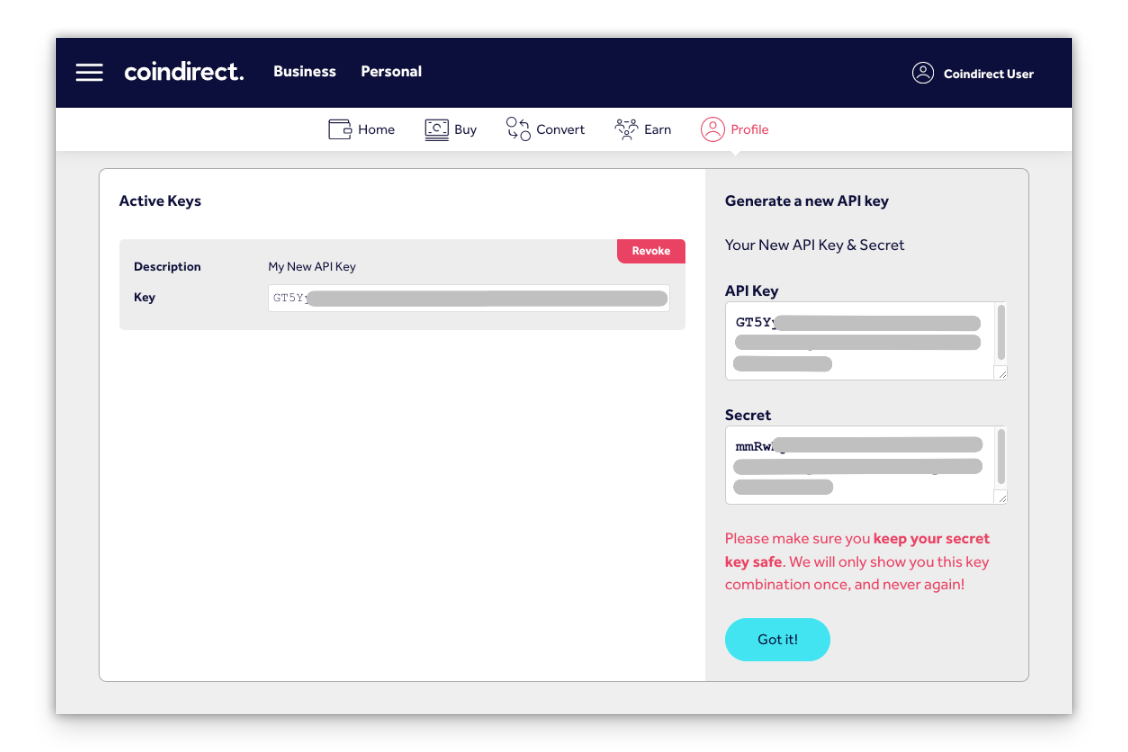 coindirect. Business Personal Coindirect User
Home Buy Convert Earn Profile
Active Keys
Revoke
Description My New API Key
Key GT5Y
Generate a new API key
Your New API Key & Secret
API Key
GT5Y
Secret
mmRw
Please make sure you keep your secret
key safe. We will only show you this key
combination once, and never again!
Got it!